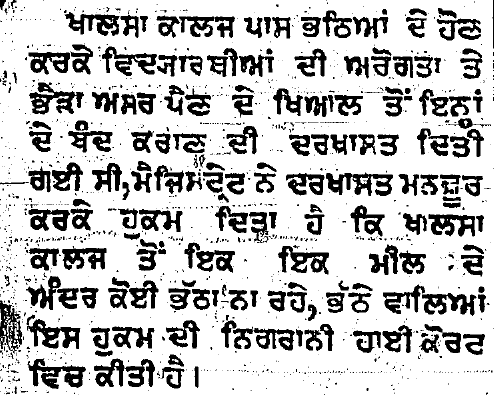 ਖਾਲਸਾ ਕਾਲਜ ਪਾਸ ਭਠਿਆਂ ਦੇ ਹੋਣ
ਕਰਕੇ ਵਿਦਯਾਰਥੀਆਂ ਦੀ ਅਰੋਗਤਾ ਤੇ
ਭੈੜਾ ਅਸਰ ਪੈਣ ਦੇ ਖਿਆਲ ਤੋਂ ਇਨ੍ਹਾਂ
ਦੇ ਬੰਦ ਕਰਾਣ ਦੀ ਦਰਖਾਸਤ ਦਿਤੀ
ਗਈ ਸੀ, ਮੈਜਿਸਟ੍ਰੇਟ ਨੇ ਦਰਖਾਸਤ ਮਨਜ਼ੂਰ
ਕਰਕੇ ਹੁਕਮ ਦਿਤਾ ਹੈ ਕਿ ਖਾਲਸਾ
ਕਾਲਜ ਤੋਂ ਇਕ ਇਕ ਮੀਲ ਦੇ
ਅੰਦਰ ਕੋਈ ਭੱਠਾ ਨਾ ਰਹੇ, ਭੱਠੇ ਵਾਲਿਆਂ
ਇਸ ਹੁਕਮ ਦੀ ਨਿਗਰਾਨੀ ਹਾਈ ਕੋਰਟ
ਵਿਚ ਕੀਤੀ ਹੈ।